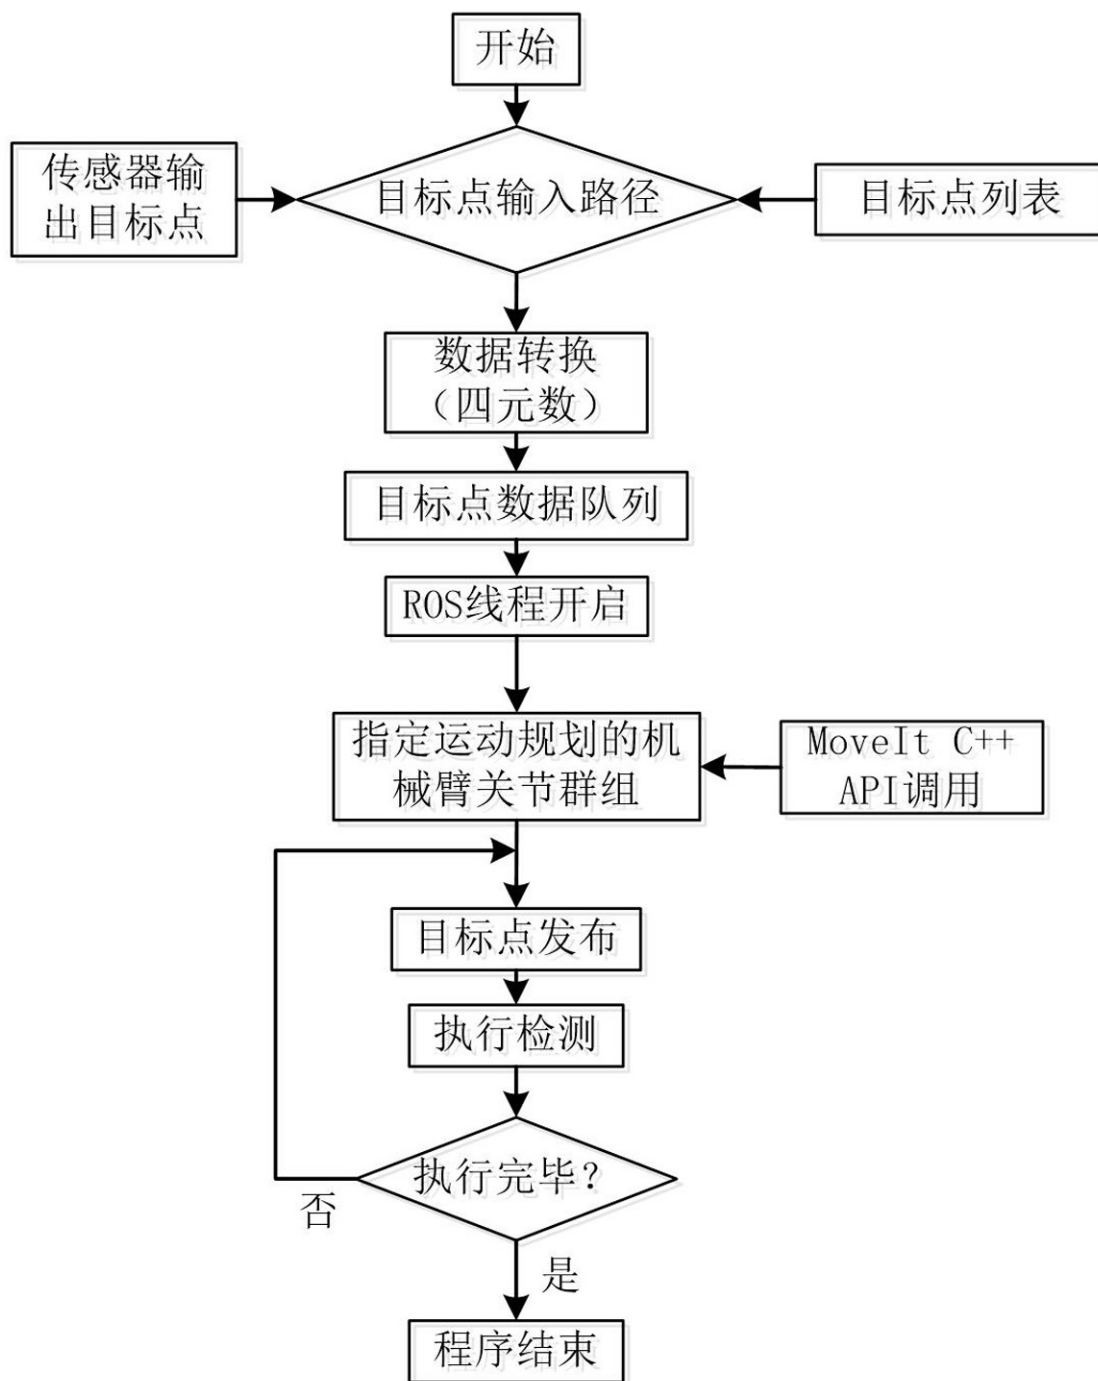 开始
传感器输
出目标点
目标点输入路径
目标点列表
数据转换
（四元数）
目标点数据队列
ROS线程开启
指定运动规划的机
械臂关节群组
MoveIt C++
API调用
目标点发布
执行检测
执行完毕?
否
是
程序结束